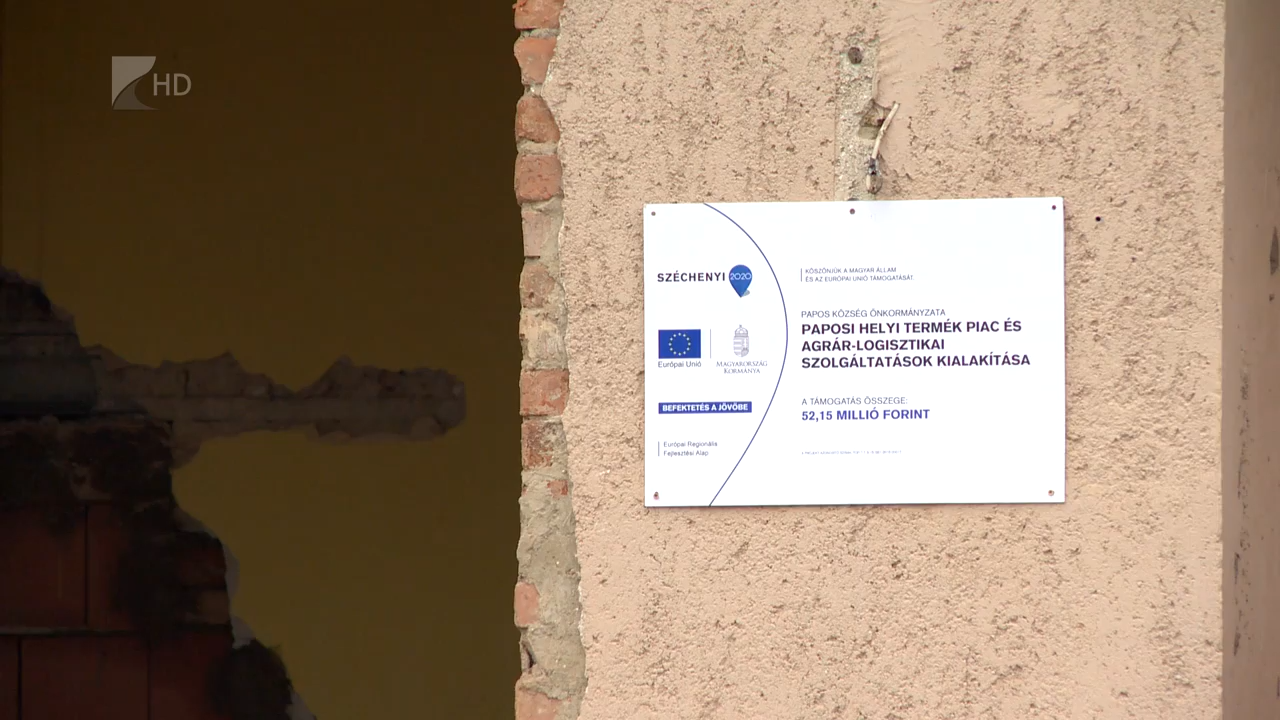 HD
SZÉCHENYI 2020
KÖSZÖNJÜK A MAGYAR ÁLLAM
ÉS AZ EURÓPAI UNIÓ TÁMOGATÁSÁT.
PAPOS KÖZSÉG ÖNKORMÁNYZATA
PAPOSI HELYI TERMÉK PIAC ÉS
AGRÁR-LOGISZTIKAI
SZOLGÁLTATÁSOK KIALAKÍTÁSA
Európai Unió
MAGYARORSZÁG
KORMÁNYA
BEFEKTETÉS A JÖVŐBE
A TÁMOGATÁS ÖSSZEGE:
52,15 MILLIÓ FORINT
Európai Regionális
Fejlesztési Alap